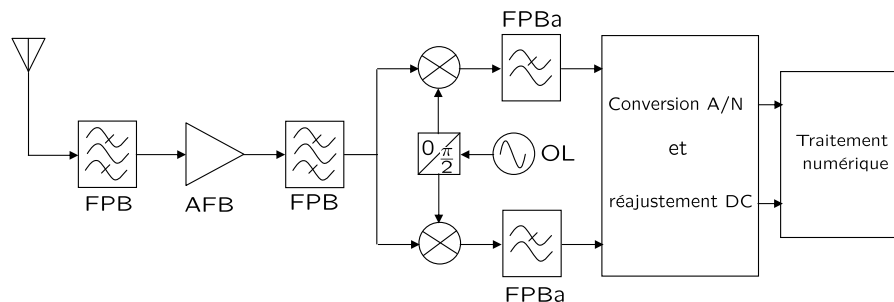 FPBa
FPB
AFB
FPB
0
π
2
OL
FPBa
Conversion A/N
et
réajustement DC
Traitement
numérique